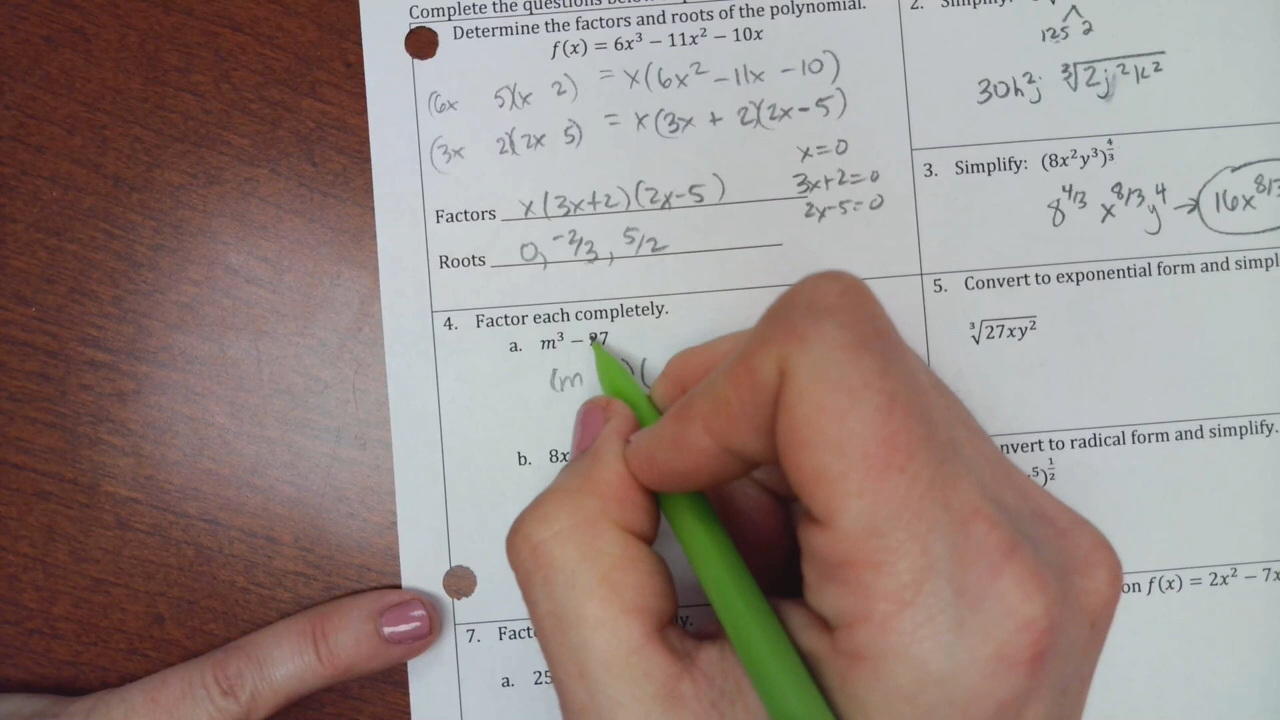 Complete the questions
Determine the factors and roots of the polynomial.
f(x) = 6x³ − 11x² − 10x
(6x 5)(x 2) = x(6x² − 11x − 10)
(3x 2)(2x 5) = x(3x + 2)(2x − 5)
x=0
3x+2=0
2x-5=0
Factors x(3x+2)(2x-5)
Roots 0, -2/3, 5/2
2.
125 2
30h²j ∛2j²k²
3. Simplify: (8x²y³)^(4/3)
8^(4/3) x^(8/3) y⁴ → 16x^(8/3)
4. Factor each completely.
a. m³ − 27
(m )(
b. 8x
5. Convert to exponential form and simpl
∛27xy²
nvert to radical form and simplify.
.5)^(1/2)
on f(x) = 2x² − 7x
7. Fact
y.
a. 25